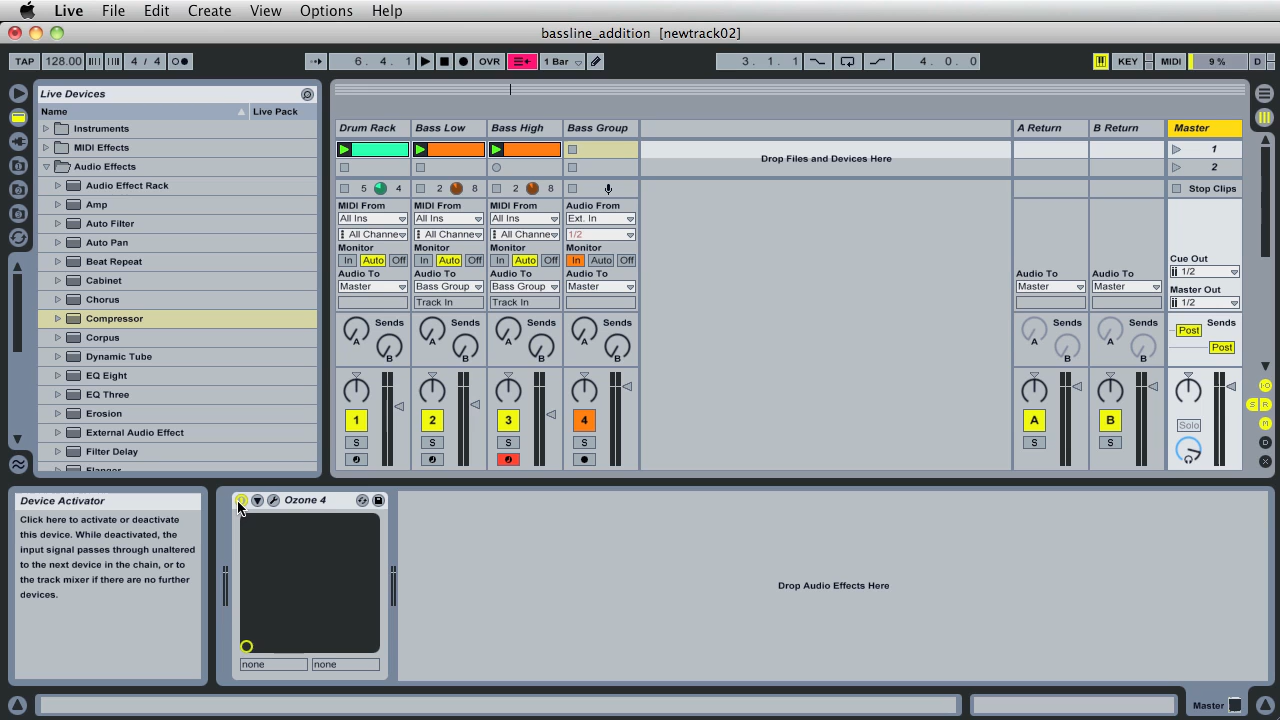 Live File Edit Create View Options Help
bassline_addition [newtrack02]
TAP 128.00 4 / 4 6. 4. 1 OVR 1 Bar 3. 1. 1 4. 0. 0 KEY MIDI 9 % D
Live Devices
Name Live Pack
Instruments
MIDI Effects
Audio Effects
Audio Effect Rack
Amp
Auto Filter
Auto Pan
Beat Repeat
Cabinet
Chorus
Compressor
Corpus
Dynamic Tube
EQ Eight
EQ Three
Erosion
External Audio Effect
Filter Delay
Flanger
Drum Rack Bass Low Bass High Bass Group A Return B Return Master
Drop Files and Devices Here
1
2
5 4 2 8 2 8 Stop Clips
MIDI From MIDI From MIDI From Audio From
All Ins All Ins All Ins Ext. In
All Channe All Channe All Channe 1/2
Monitor Monitor Monitor Monitor
In Auto Off In Auto Off In Auto Off In Auto Off
Cue Out
1/2
Audio To Audio To Audio To Audio To Audio To Audio To
Master Bass Group Bass Group Master Master Master
Master Out
Track In Track In 1/2
Sends Sends Sends Sends Sends
A B A B A B A B A B A B Post Post
1 2 3 4 A B
S S S S S S Solo
I·O
S R
M
D
X
Device Activator
Click here to activate or deactivate
this device. While deactivated, the
input signal passes through unaltered
to the next device in the chain, or to
the track mixer if there are no further
devices.
Ozone 4
none none
Drop Audio Effects Here
Master